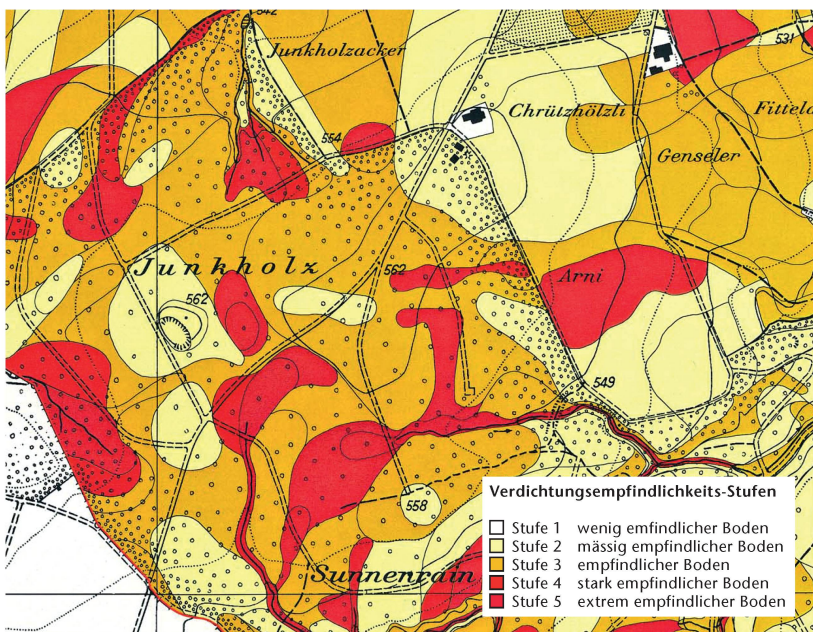 542
Junkholzacker
531
Chrützhölzli
554
Genseler
Junkholz
562
562
Arni
549
558
Sunnenrain
Verdichtungsempfindlichkeits-Stufen
Stufe 1 wenig emfindlicher Boden
Stufe 2 mässig empfindlicher Boden
Stufe 3 empfindlicher Boden
Stufe 4 stark empfindlicher Boden
Stufe 5 extrem empfindlicher Boden